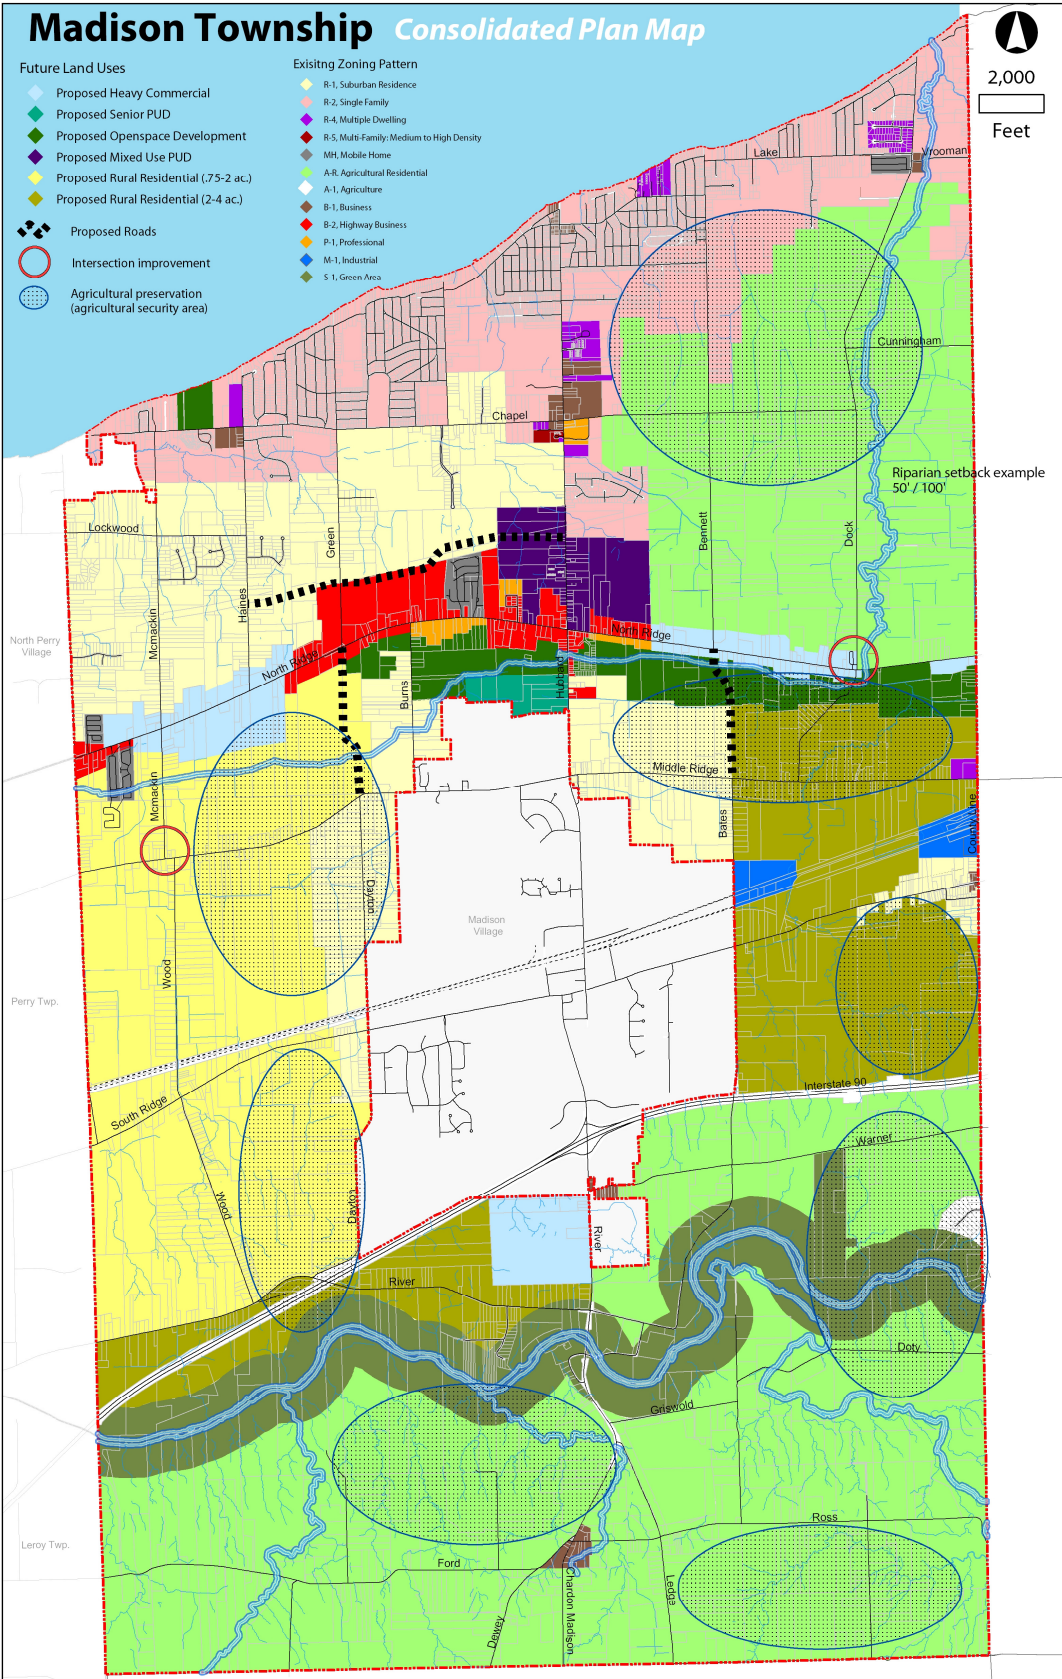 Madison Township Consolidated Plan Map
2,000
Feet
Future Land Uses
Proposed Heavy Commercial
Proposed Senior PUD
Proposed Openspace Development
Proposed Mixed Use PUD
Proposed Rural Residential (.75-2 ac.)
Proposed Rural Residential (2-4 ac.)
Proposed Roads
Intersection improvement
Agricultural preservation
(agricultural security area)
Exisitng Zoning Pattern
R-1, Suburban Residence
R-2, Single Family
R-4, Multiple Dwelling
R-5, Multi-Family: Medium to High Density
MH, Mobile Home
A-R. Agricultural Residential
A-1, Agriculture
B-1, Business
B-2, Highway Business
P-1, Professional
M-1, Industrial
S-1, Green Area
Lake
Vrooman
Cunningham
Chapel
Riparian setback example
50' / 100'
Lockwood
Green
Bennett
Dock
Haines
Mcmackin
North Perry
Village
North Ridge
North Ridge
Burns
Hubbard
Middle Ridge
Mcmackin
Bates
County Line
Dayton
Madison
Village
Wood
Perry Twp.
Interstate 90
South Ridge
Warner
Wood
Dayton
River
River
Doty
Griswold
Ross
Leroy Twp.
Ford
Ledge
Chardon Madison
Dewey